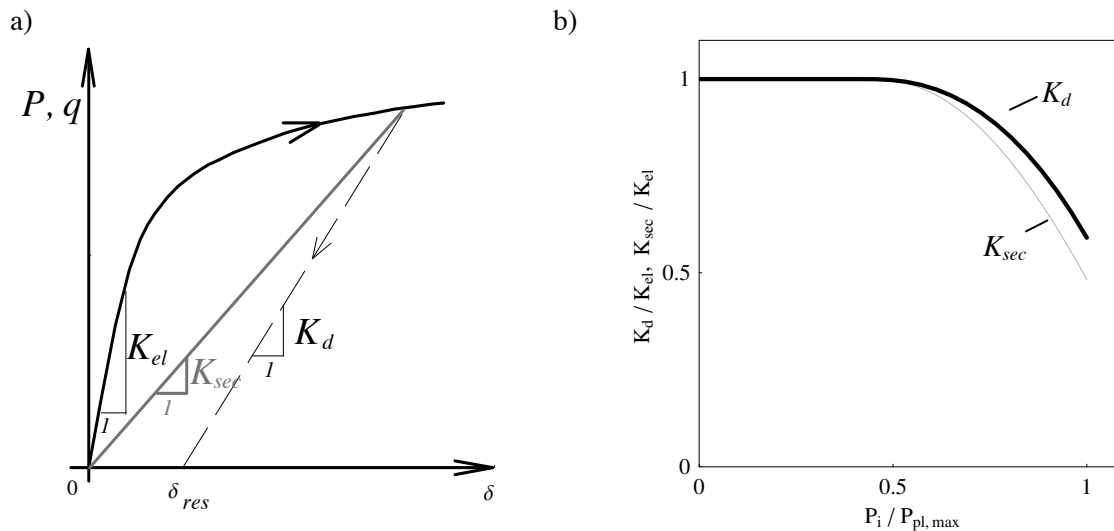 a)
P, q
K_el
1
K_sec
1
K_d
1
0
δ_res
δ
b)
K_d / K_el, K_sec / K_el
1
0.5
0
K_d
K_sec
0
0.5
1
P_i / P_pl, max